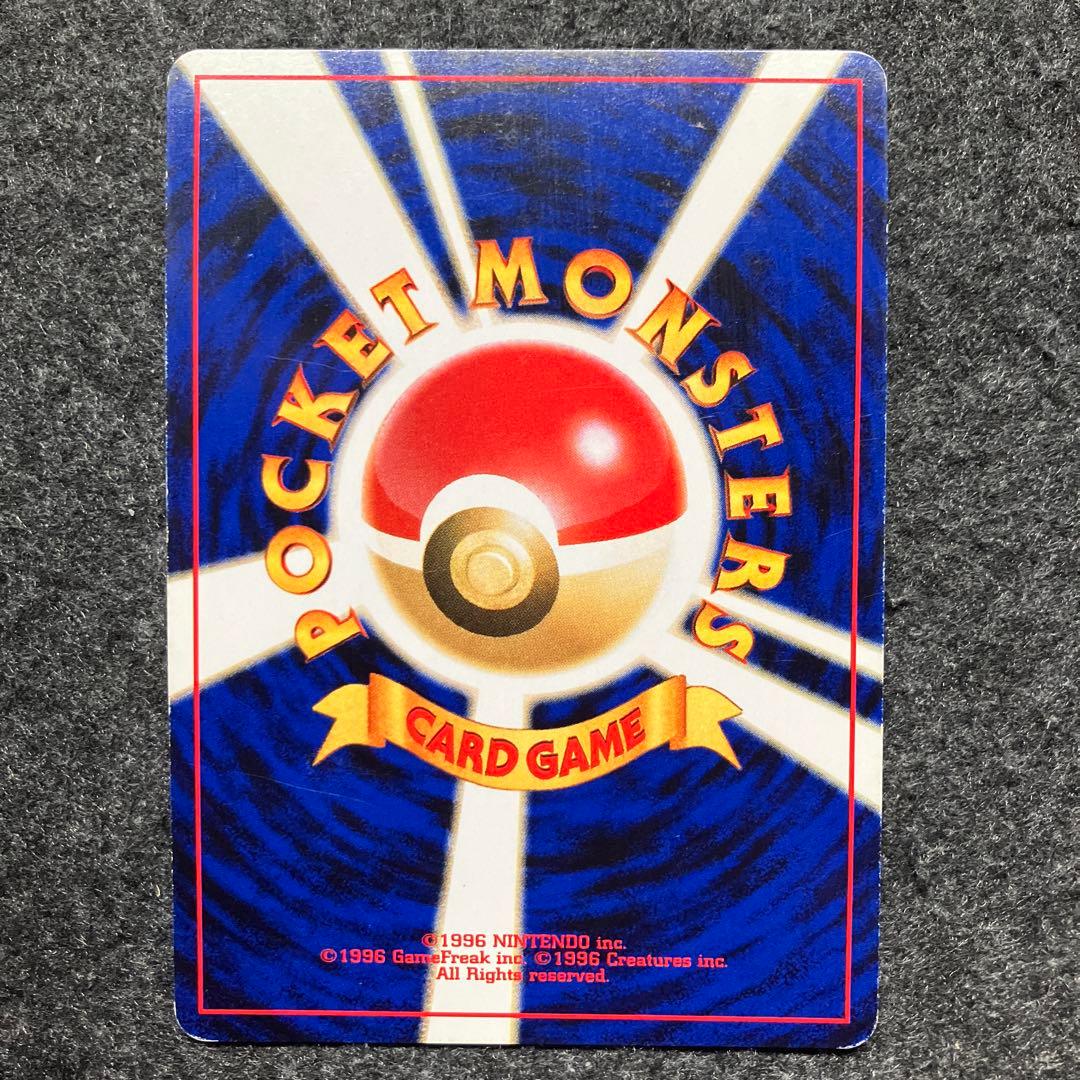 POCKET MONSTERS
CARD GAME
©1996 NINTENDO inc.
©1996 GameFreak inc. ©1996 Creatures inc.
All Rights reserved.